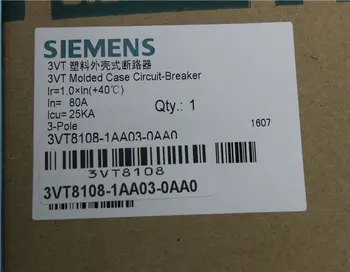 SIEMENS
3VT 塑料外壳式断路器
3VT Molded Case Circuit-Breaker
Ir=1.0×In(+40℃)
In= 80A
Icu= 25KA
Qty.: 1
3-Pole
1607
3VT8108-1AA03-0AA0
3VT8108
3VT8108-1AA03-0AA0